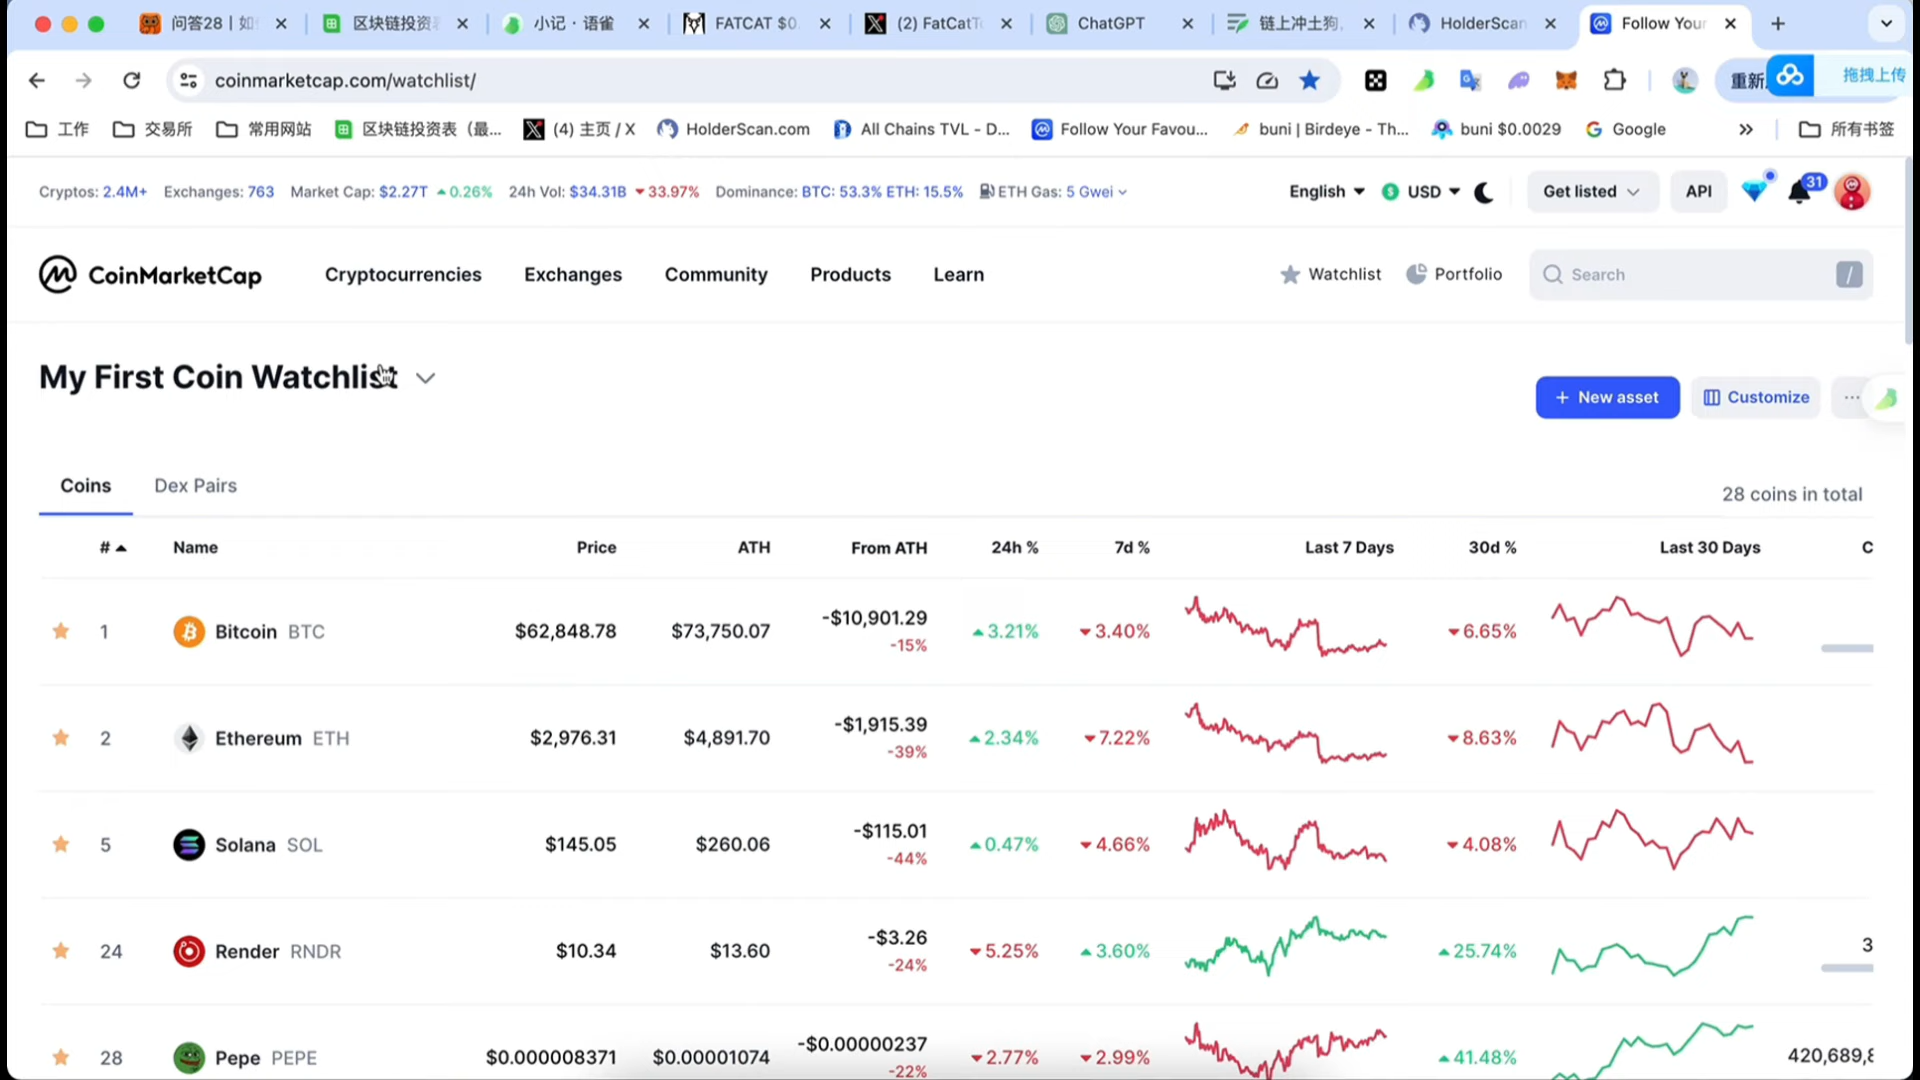 问答28 | 如
区块链投资表
小记 · 语雀
FATCAT $0.
(2) FatCatTo
ChatGPT
链上冲土狗,
HolderScan
Follow Your
coinmarketcap.com/watchlist/
重新
拖拽上传
工作
交易所
常用网站
区块链投资表（最...
(4) 主页 / X
HolderScan.com
All Chains TVL - D...
Follow Your Favou...
buni | Birdeye - Th...
buni $0.0029
Google
所有书签
Cryptos: 2.4M+ Exchanges: 763 Market Cap: $2.27T 0.26% 24h Vol: $34.31B 33.97% Dominance: BTC: 53.3% ETH: 15.5% ETH Gas: 5 Gwei
English USD Get listed API 31
CoinMarketCap Cryptocurrencies Exchanges Community Products Learn Watchlist Portfolio Search /
My First Coin Watchlist
+ New asset Customize ...
Coins Dex Pairs
28 coins in total
# Name Price ATH From ATH 24h % 7d % Last 7 Days 30d % Last 30 Days C
1 Bitcoin BTC $62,848.78 $73,750.07 -$10,901.29 3.21% 3.40% 6.65%
-15%
2 Ethereum ETH $2,976.31 $4,891.70 -$1,915.39 2.34% 7.22% 8.63%
-39%
5 Solana SOL $145.05 $260.06 -$115.01 0.47% 4.66% 4.08%
-44%
24 Render RNDR $10.34 $13.60 -$3.26 5.25% 3.60% 25.74% 3
-24%
28 Pepe PEPE $0.000008371 $0.00001074 -$0.00000237 2.77% 2.99% 41.48% 420,689,8
-22%